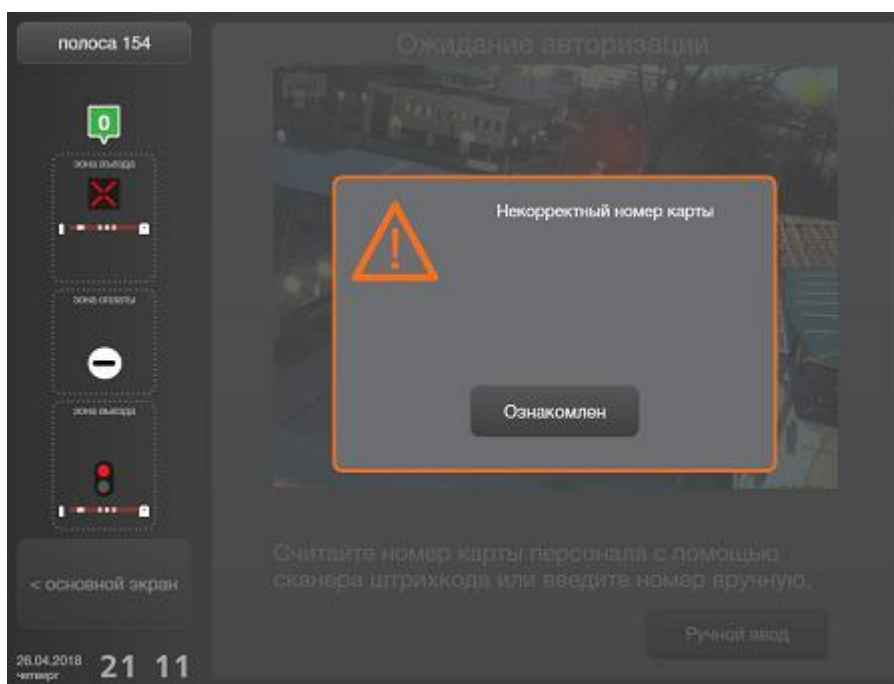 полоса 154
Ожидание авторизации
0
зона въезда
Некорректный номер карты
зона оплаты
Ознакомлен
зона выезда
Считайте номер карты персонала с помощью
сканера штрихкода или введите номер вручную.
< основной экран
Ручной ввод
26.04.2018
четверг
21 11